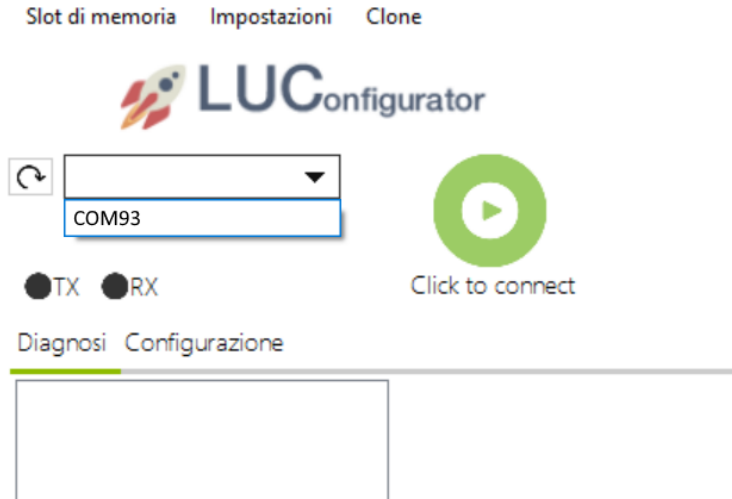 Slot di memoria Impostazioni Clone
LUConfigurator
COM93
TX RX
Click to connect
Diagnosi Configurazione